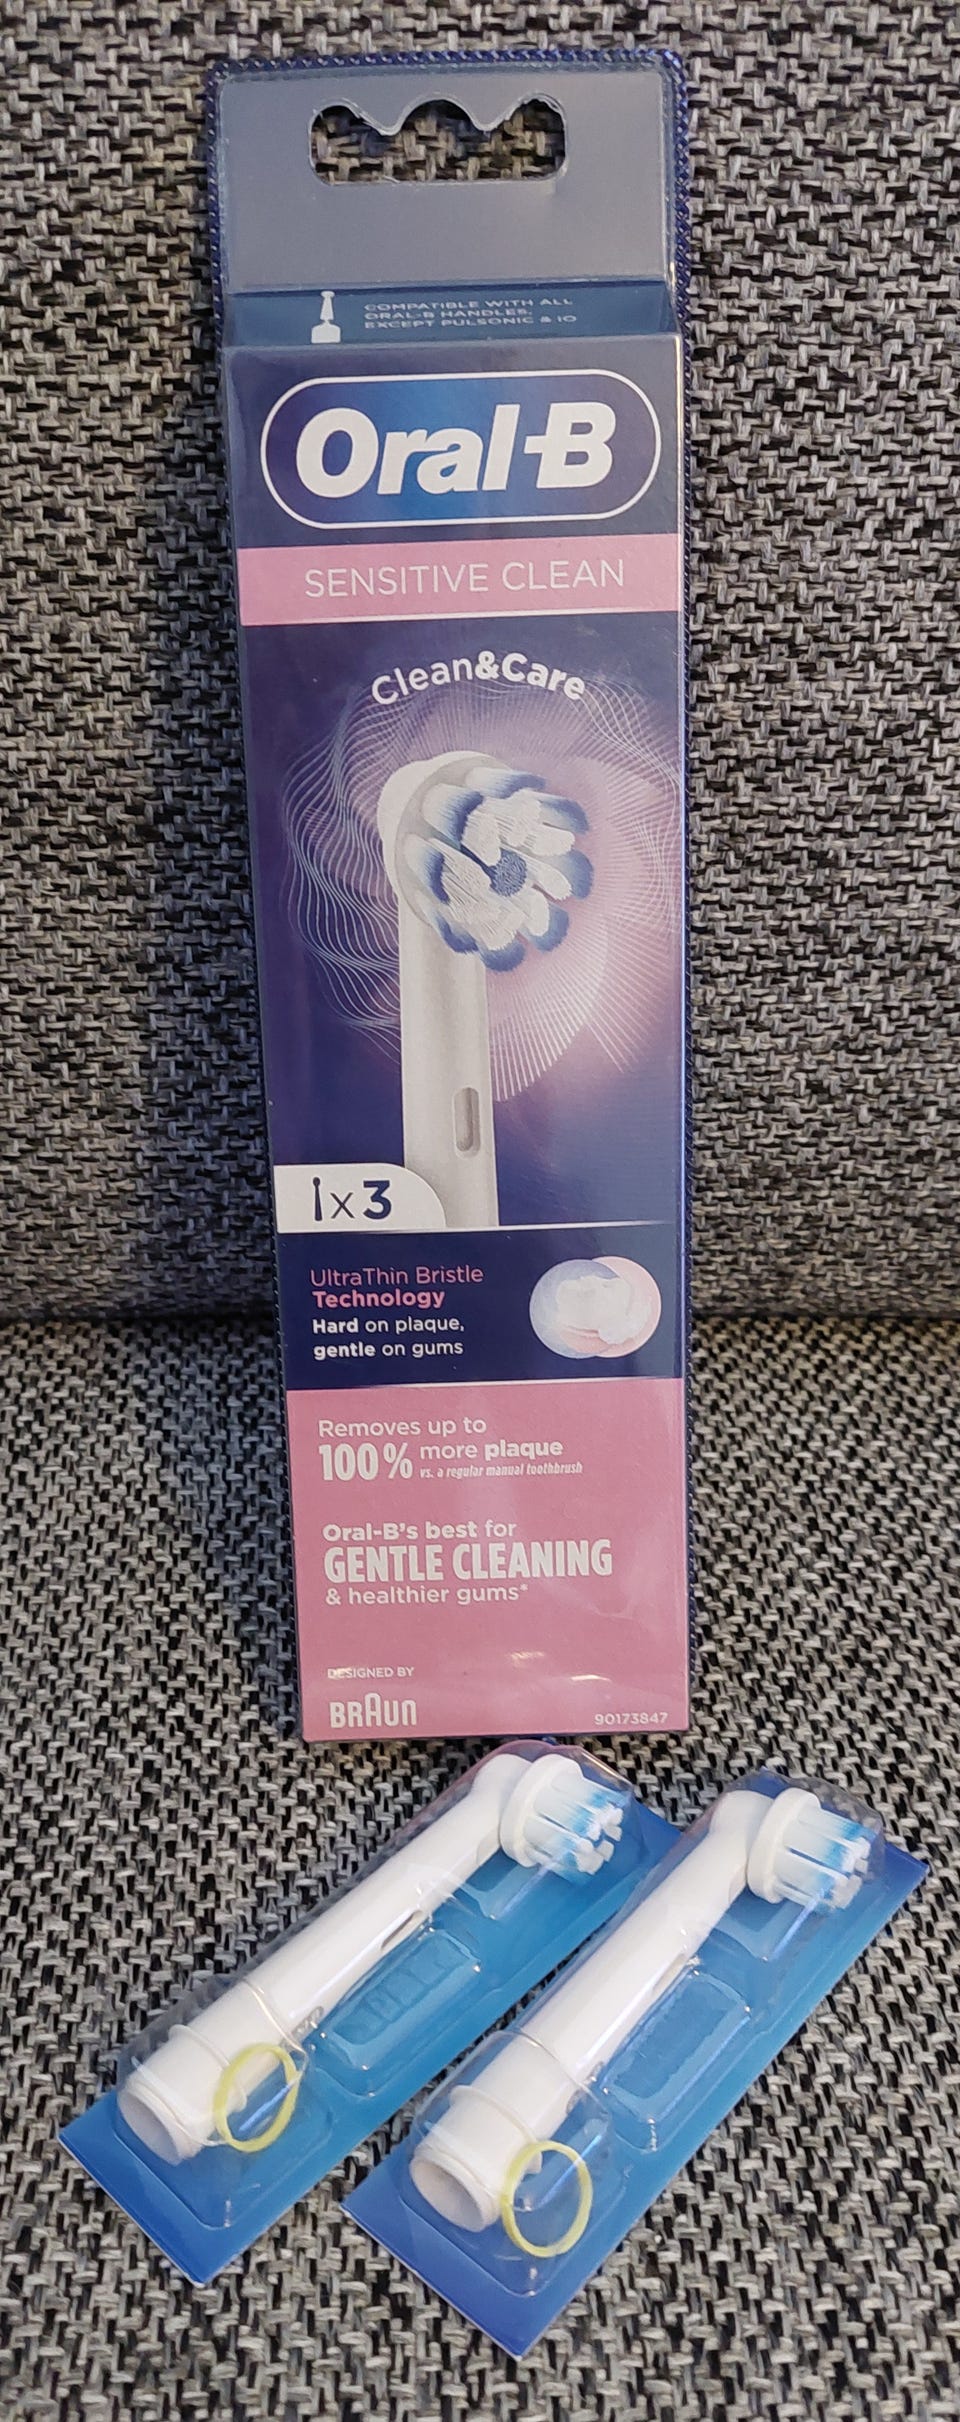 COMPATIBLE WITH ALL
ORAL-B HANDLES,
EXCEPT PULSONIC & iO
Oral-B
SENSITIVE CLEAN
Clean&Care
x 3
UltraThin Bristle
Technology
Hard on plaque,
gentle on gums
Removes up to
100% more plaque
vs. a regular manual toothbrush
Oral-B's best for
GENTLE CLEANING
& healthier gums*
DESIGNED BY
BRAUN
90173847